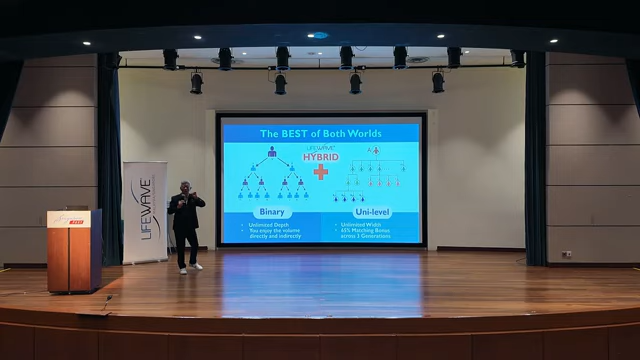 The BEST of Both Worlds
LIFEWAVE
HYBRID
Binary
Uni-level
• Unlimited Depth
• You enjoy the volume
directly and indirectly
• Unlimited Width
• 65% Matching Bonus
across 3 Generations
LIFEWAVE